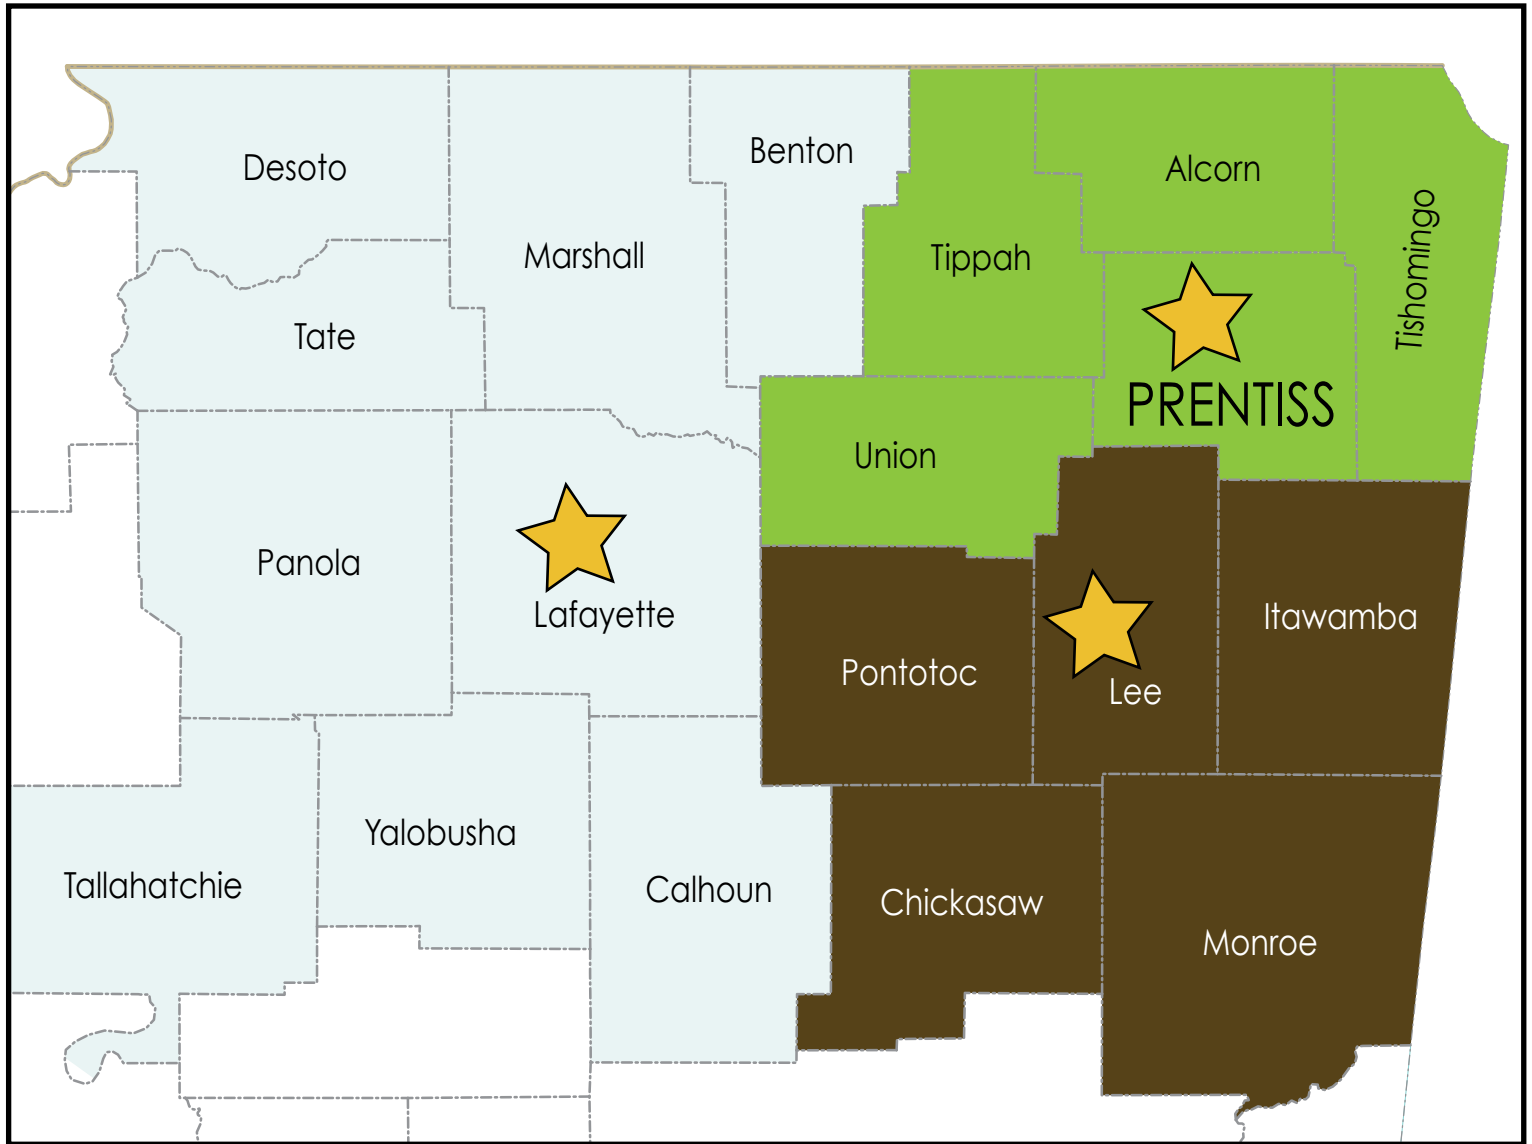 Desoto
Benton
Alcorn
Marshall
Tippah
Tishomingo
Tate
PRENTISS
Union
Panola
Lafayette
Itawamba
Pontotoc
Lee
Yalobusha
Tallahatchie
Calhoun
Chickasaw
Monroe